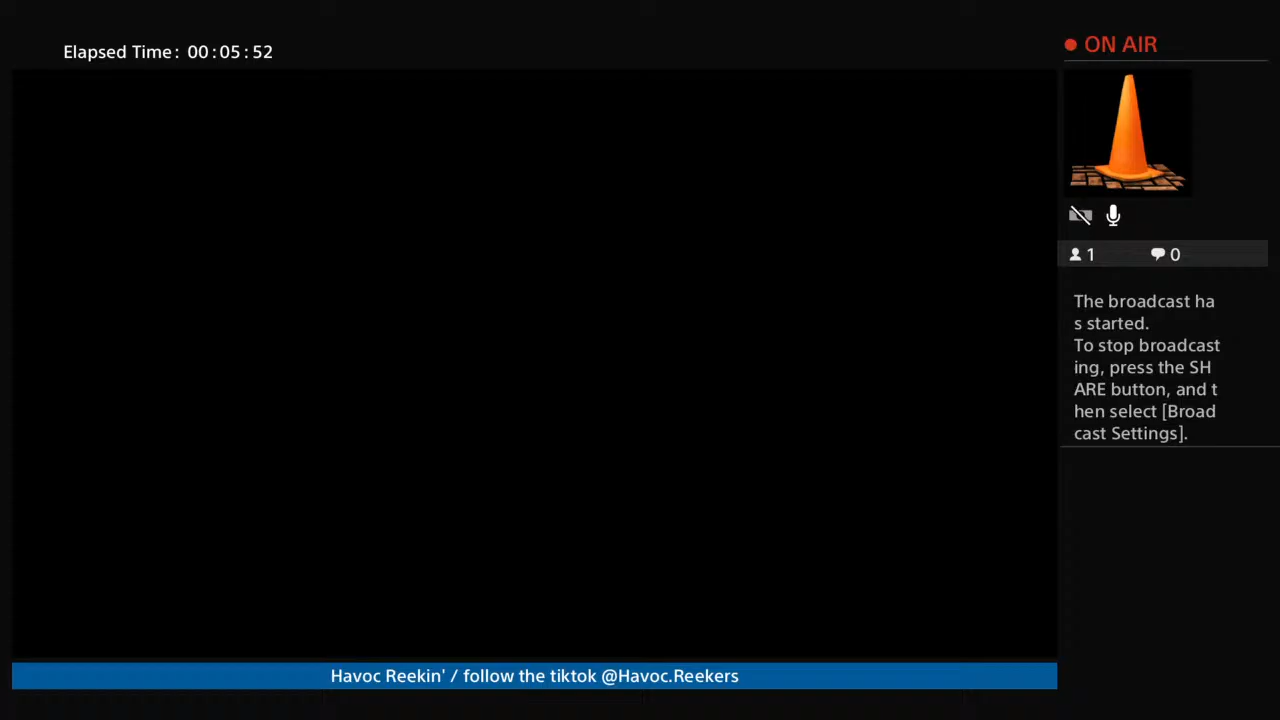 Elapsed Time: 00:05:52
ON AIR
1 0
The broadcast ha
s started.
To stop broadcast
ing, press the SH
ARE button, and t
hen select [Broad
cast Settings].
Havoc Reekin' / follow the tiktok @Havoc.Reekers